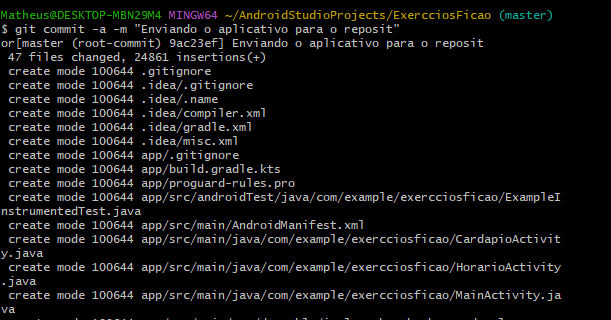 Matheus@DESKTOP-MBN29M4 MINGW64 ~/AndroidStudioProjects/ExerciosFicao (master)
$ git commit -a -m "Enviando o aplicativo para o reposit"
or[master (root-commit) 9ac23ef] Enviando o aplicativo para o reposit
 47 files changed, 24861 insertions(+)
 create mode 100644 .gitignore
 create mode 100644 .idea/.gitignore
 create mode 100644 .idea/.name
 create mode 100644 .idea/compiler.xml
 create mode 100644 .idea/gradle.xml
 create mode 100644 .idea/misc.xml
 create mode 100644 app/.gitignore
 create mode 100644 app/build.gradle.kts
 create mode 100644 app/proguard-rules.pro
 create mode 100644 app/src/androidTest/java/com/example/exercciosficao/ExampleI
nstrumentedTest.java
 create mode 100644 app/src/main/AndroidManifest.xml
 create mode 100644 app/src/main/java/com/example/exercciosficao/CardapioActivit
y.java
 create mode 100644 app/src/main/java/com/example/exercciosficao/HorarioActivity
.java
 create mode 100644 app/src/main/java/com/example/exercciosficao/MainActivity.ja
va